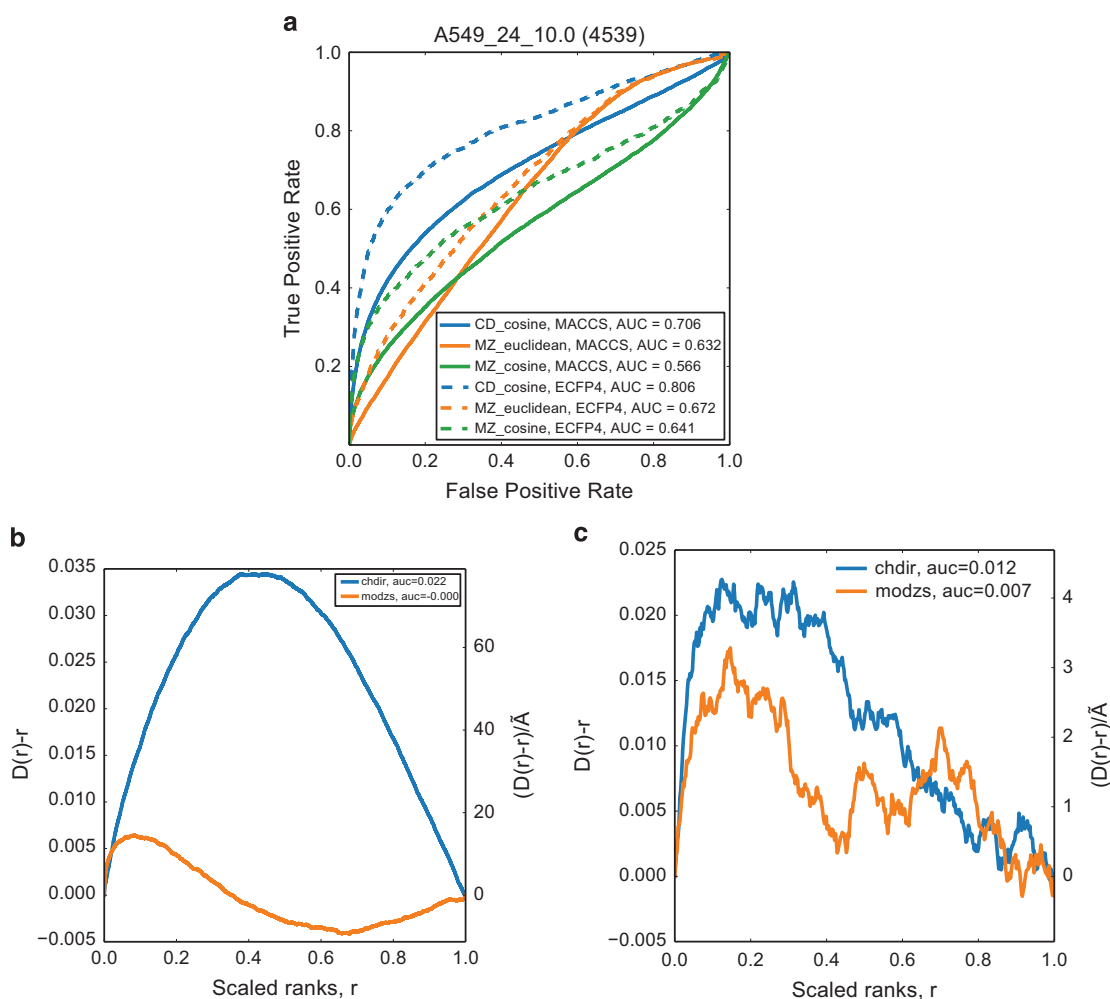 a
A549_24_10.0 (4539)
1.0
0.8
0.6
0.4
0.2
True Positive Rate
CD_cosine, MACCS, AUC = 0.706
MZ_euclidean, MACCS, AUC = 0.632
MZ_cosine, MACCS, AUC = 0.566
CD_cosine, ECFP4, AUC = 0.806
MZ_euclidean, ECFP4, AUC = 0.672
MZ_cosine, ECFP4, AUC = 0.641
0.0 0.2 0.4 0.6 0.8 1.0
False Positive Rate
b
0.035
0.030
0.025
0.020
0.015
0.010
0.005
0.000
−0.005
D(r)-r
chdir, auc=0.022
modzs, auc=-0.000
60
40
20
0
(D(r)-r)/Ã
0.0 0.2 0.4 0.6 0.8 1.0
Scaled ranks, r
c
0.025
0.020
0.015
0.010
0.005
0.000
−0.005
D(r)-r
chdir, auc=0.012
modzs, auc=0.007
4
3
2
1
0
(D(r)-r)/Ã
0.0 0.2 0.4 0.6 0.8 1.0
Scaled ranks, r